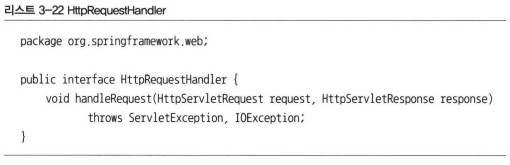 리스트 3-22 HttpRequestHandler
package org.springframework.web;
public interface HttpRequestHandler {
void handleRequest(HttpServletRequest request, HttpServletResponse response)
throws ServletException, IOException;
}